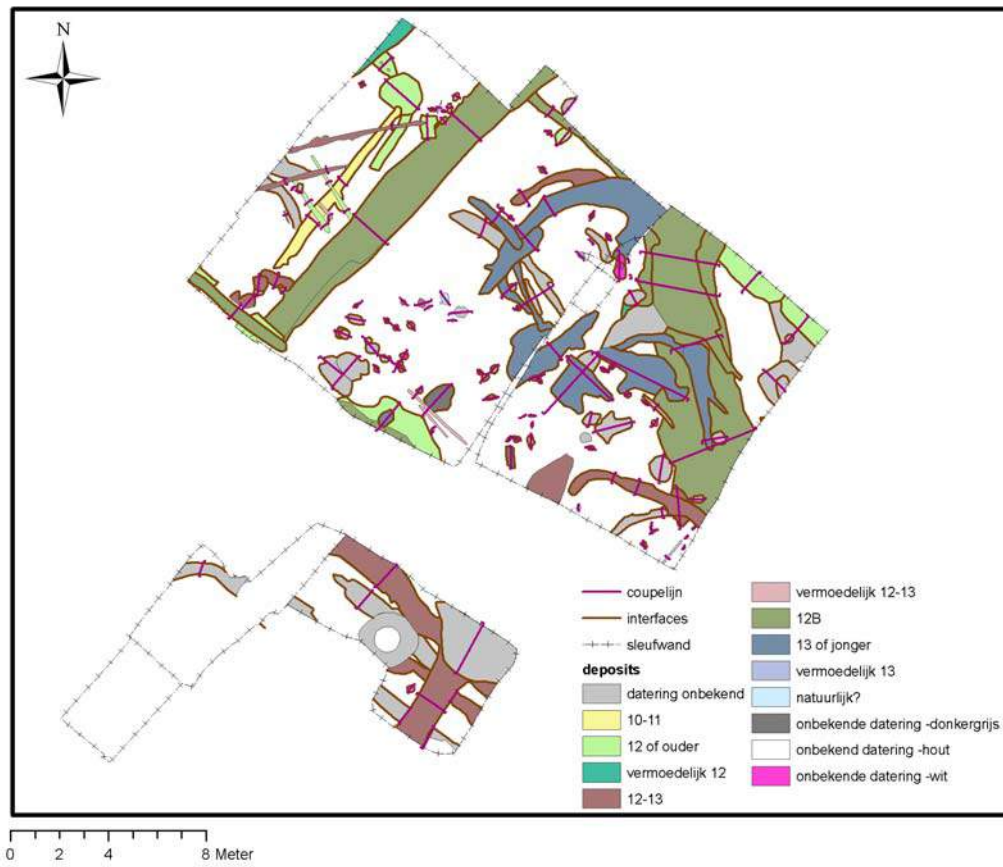 N
coupelijn
interfaces
sleufwand
deposits
datering onbekend
10-11
12 of ouder
vermoedelijk 12
12-13
vermoedelijk 12-13
12B
13 of jonger
vermoedelijk 13
natuurlijk?
onbekende datering -donkergrijs
onbekend datering -hout
onbekende datering -wit
0 2 4 8 Meter